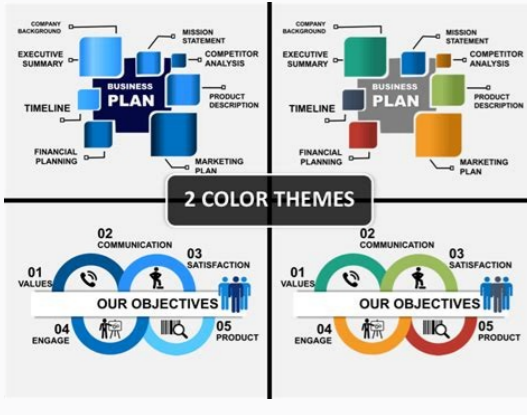 COMPANY
BACKGROUND
MISSION
STATEMENT
EXECUTIVE
SUMMARY
COMPETITOR
ANALYSIS
BUSINESS
PLAN
TIMELINE
PRODUCT
DESCRIPTION
FINANCIAL
PLANNING
MARKETING
PLAN
COMPANY
BACKGROUND
MISSION
STATEMENT
EXECUTIVE
SUMMARY
COMPETITOR
ANALYSIS
BUSINESS
PLAN
TIMELINE
PRODUCT
DESCRIPTION
FINANCIAL
PLANNING
MARKETING
PLAN
2 COLOR THEMES
02
COMMUNICATION
03
SATISFACTION
01
VALUES
OUR OBJECTIVES
04
ENGAGE
05
PRODUCT
02
COMMUNICATION
03
SATISFACTION
01
VALUES
OUR OBJECTIVES
04
ENGAGE
05
PRODUCT